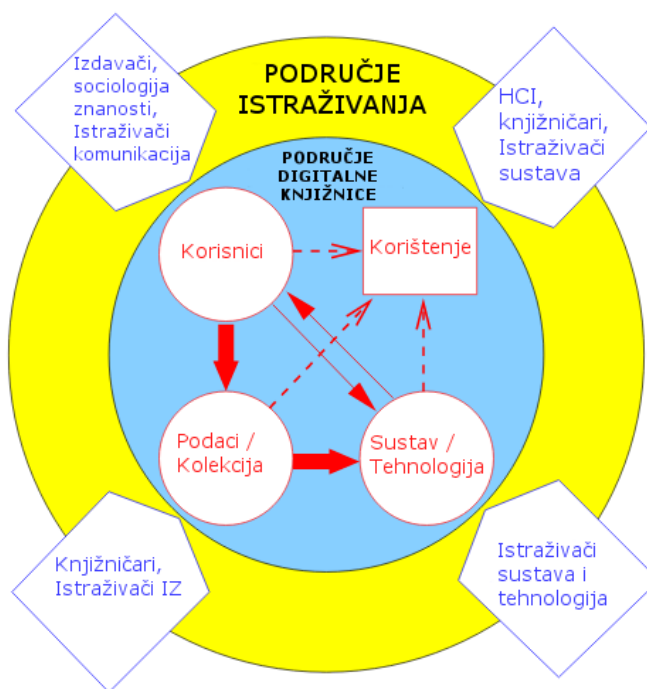 Izdavači,
sociologija
znanosti,
Istraživači
komunikacija
PODRUČJE
ISTRAŽIVANJA
HCI,
knjižničari,
Istraživači
sustava
PODRUČJE
DIGITALNE
KNJIŽNICE
Korisnici
Korištenje
Podaci /
Kolekcija
Sustav /
Tehnologija
Knjižničari,
Istraživači IZ
Istraživači
sustava i
tehnologija